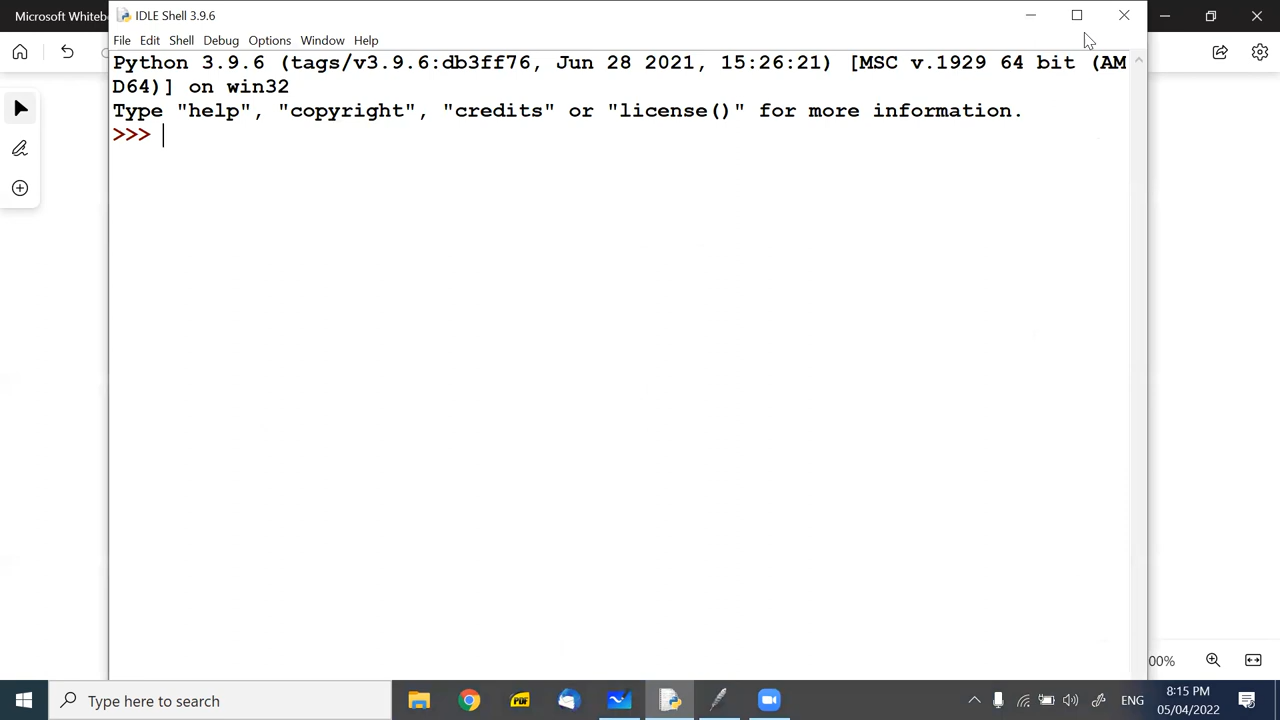 Microsoft Whiteb
IDLE Shell 3.9.6
File Edit Shell Debug Options Window Help
Python 3.9.6 (tags/v3.9.6:db3ff76, Jun 28 2021, 15:26:21) [MSC v.1929 64 bit (AM
D64)] on win32
Type "help", "copyright", "credits" or "license()" for more information.
>>>
00%
Type here to search
PDF
ENG
8:15 PM
05/04/2022